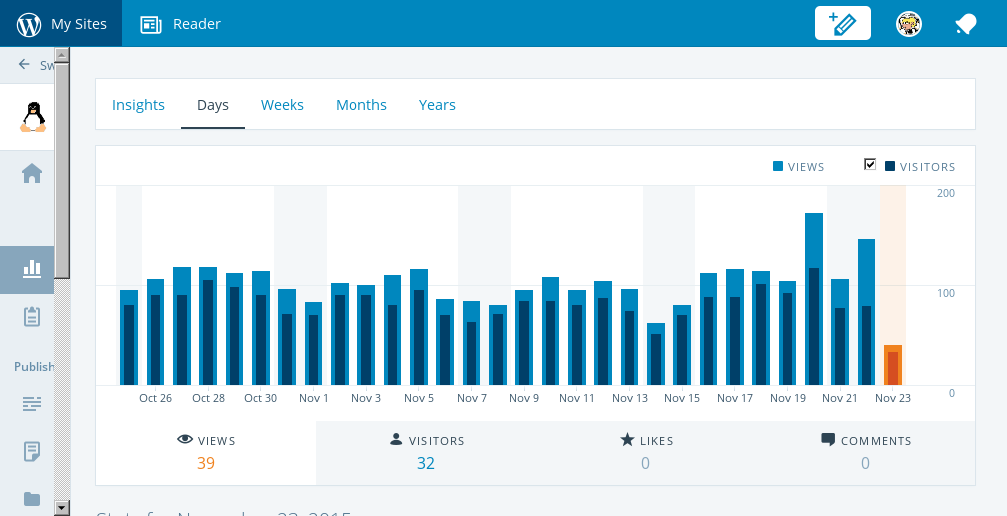 My Sites Reader
Sw
Insights Days Weeks Months Years
VIEWS VISITORS
200
100
0
Oct 26 Oct 28 Oct 30 Nov 1 Nov 3 Nov 5 Nov 7 Nov 9 Nov 11 Nov 13 Nov 15 Nov 17 Nov 19 Nov 21 Nov 23
Publish
VIEWS VISITORS LIKES COMMENTS
39 32 0 0